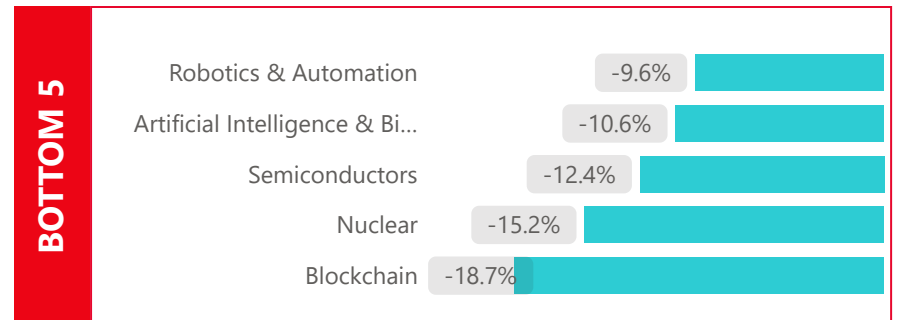 BOTTOM 5
Robotics & Automation -9.6%
Artificial Intelligence & Bi... -10.6%
Semiconductors -12.4%
Nuclear -15.2%
Blockchain -18.7%